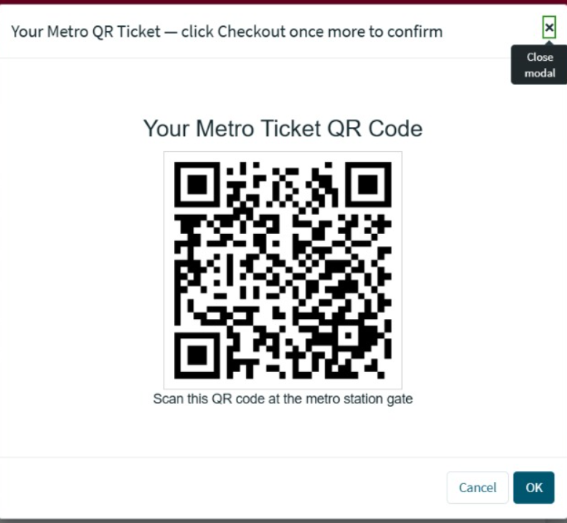 Your Metro QR Ticket — click Checkout once more to confirm
×
Close
modal
Your Metro Ticket QR Code
Scan this QR code at the metro station gate
Cancel
OK